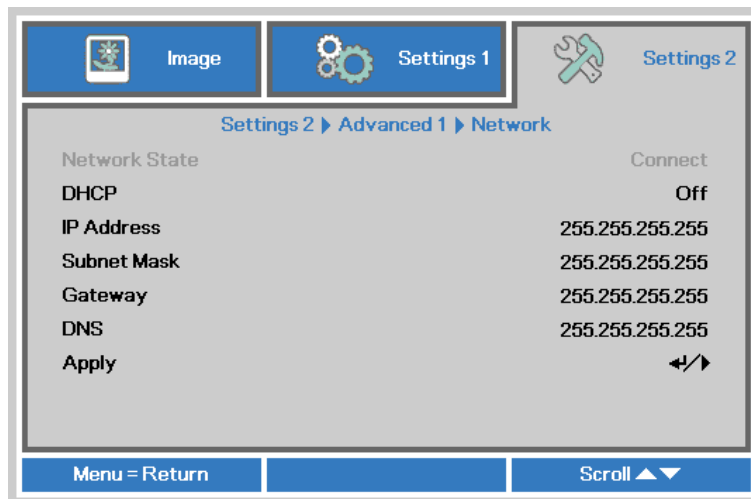 Image
Settings 1
Settings 2
Settings 2 ▶ Advanced 1 ▶ Network
Network State Connect
DHCP Off
IP Address 255.255.255.255
Subnet Mask 255.255.255.255
Gateway 255.255.255.255
DNS 255.255.255.255
Apply ↵/▶
Menu = Return
Scroll ▲▼